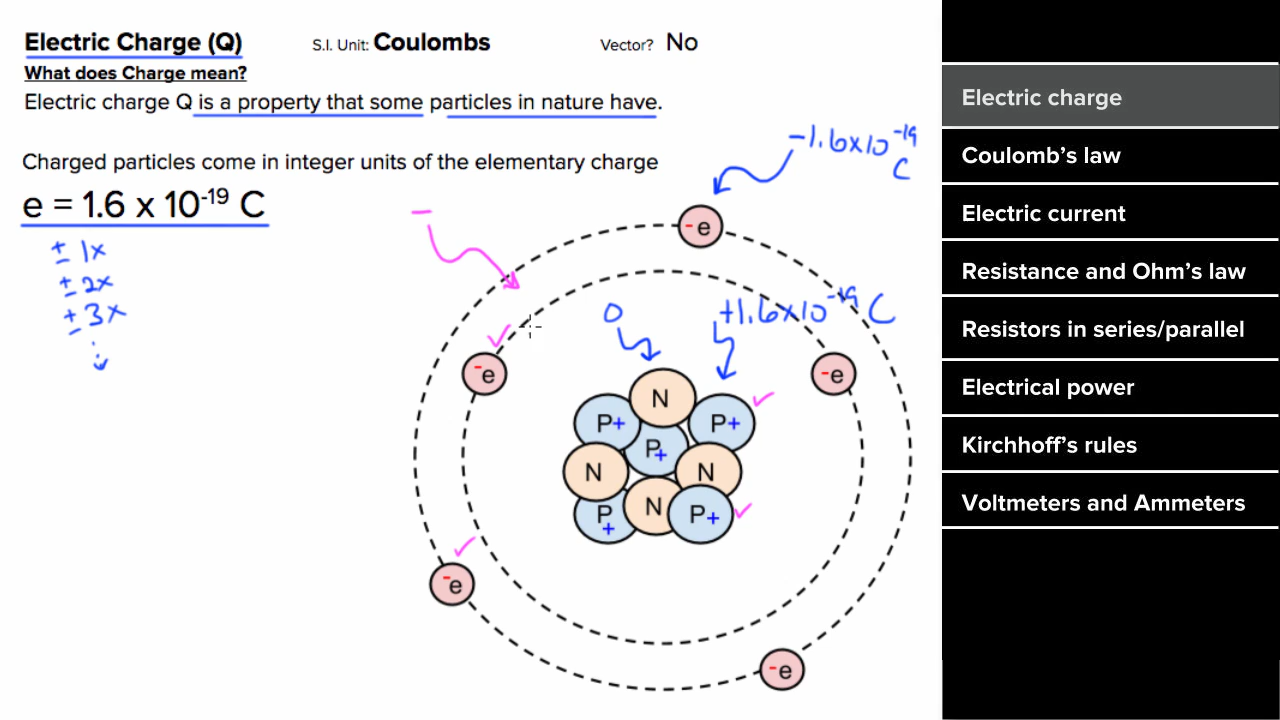 Electric Charge (Q) S.I. Unit: Coulombs Vector? No
What does Charge mean?
Electric charge Q is a property that some particles in nature have.
Charged particles come in integer units of the elementary charge
e = 1.6 x 10⁻¹⁹ C
± 1x
± 2x
± 3x
-1.6x10⁻¹⁹
C
−
-e
0
+1.6x10⁻¹⁹ C
-e
-e
N
P+
P+
P+
N
N
P+
N
P+
-e
-e
Electric charge
Coulomb’s law
Electric current
Resistance and Ohm’s law
Resistors in series/parallel
Electrical power
Kirchhoff’s rules
Voltmeters and Ammeters